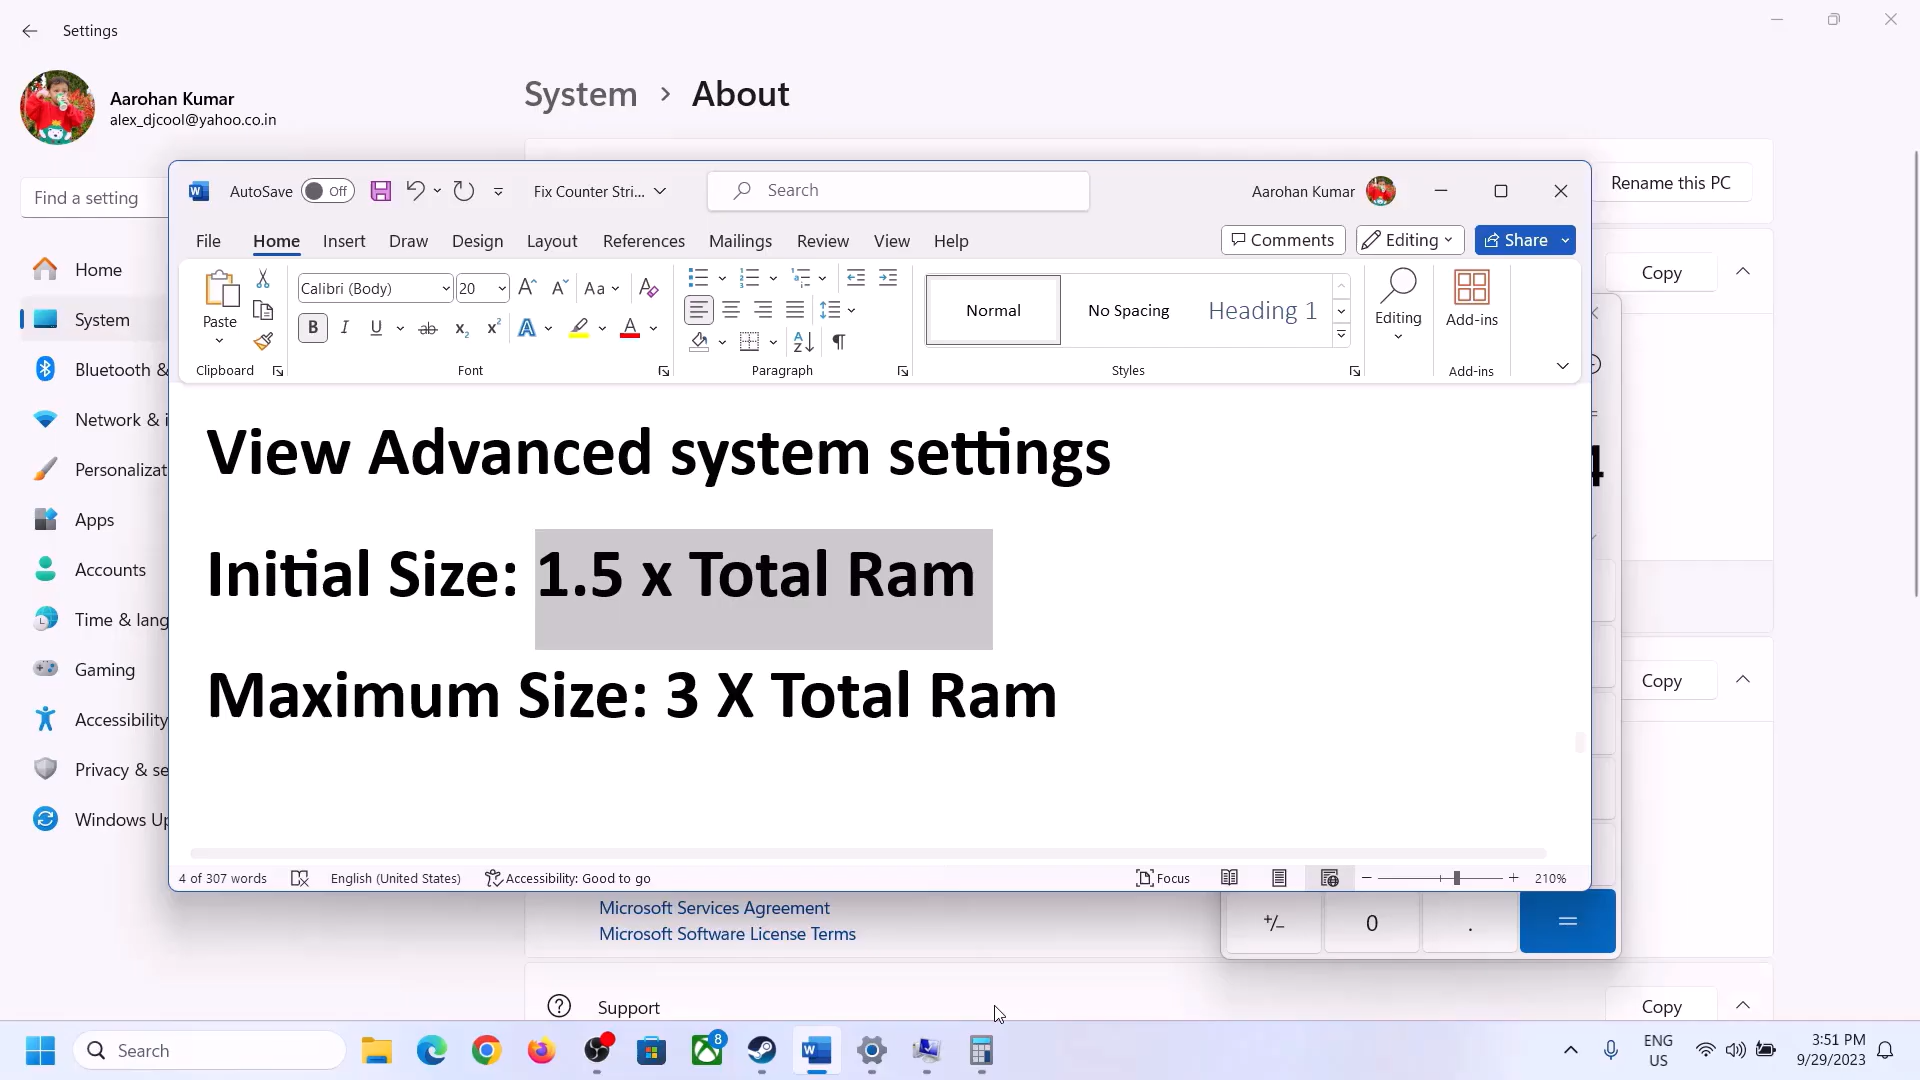 Settings
System > About
Aarohan Kumar
alex_djcool@yahoo.co.in
Find a setting
Rename this PC
AutoSave Off
Fix Counter Stri...
Search
Aarohan Kumar
File Home Insert Draw Design Layout References Mailings Review View Help
Comments Editing Share
Home
System
Bluetooth &
Network & i
Personalizat
Apps
Accounts
Time & lang
Gaming
Accessibility
Privacy & se
Windows Up
Paste
Calibri (Body) 20
Normal No Spacing Heading 1
Editing
Add-ins
Clipboard Font Paragraph Styles Add-ins
Copy
View Advanced system settings
Initial Size: 1.5 x Total Ram
Maximum Size: 3 X Total Ram
4
Copy
4 of 307 words English (United States) Accessibility: Good to go Focus 210%
Microsoft Services Agreement
Microsoft Software License Terms
+/- 0 . =
Support
Copy
Search
8
ENG
US
3:51 PM
9/29/2023